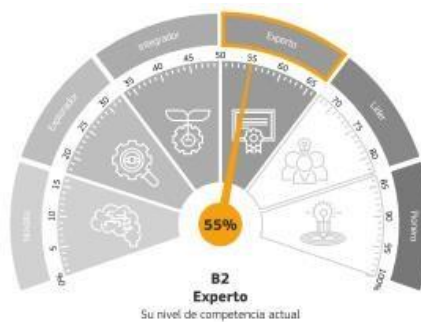 Novato
Explorador
Integrador
Experto
Líder
Pionero
0%
5
10
15
20
25
30
35
40
45
50
55
60
65
70
75
80
85
90
95
100%
55%
B2
Experto
Su nivel de competencia actual